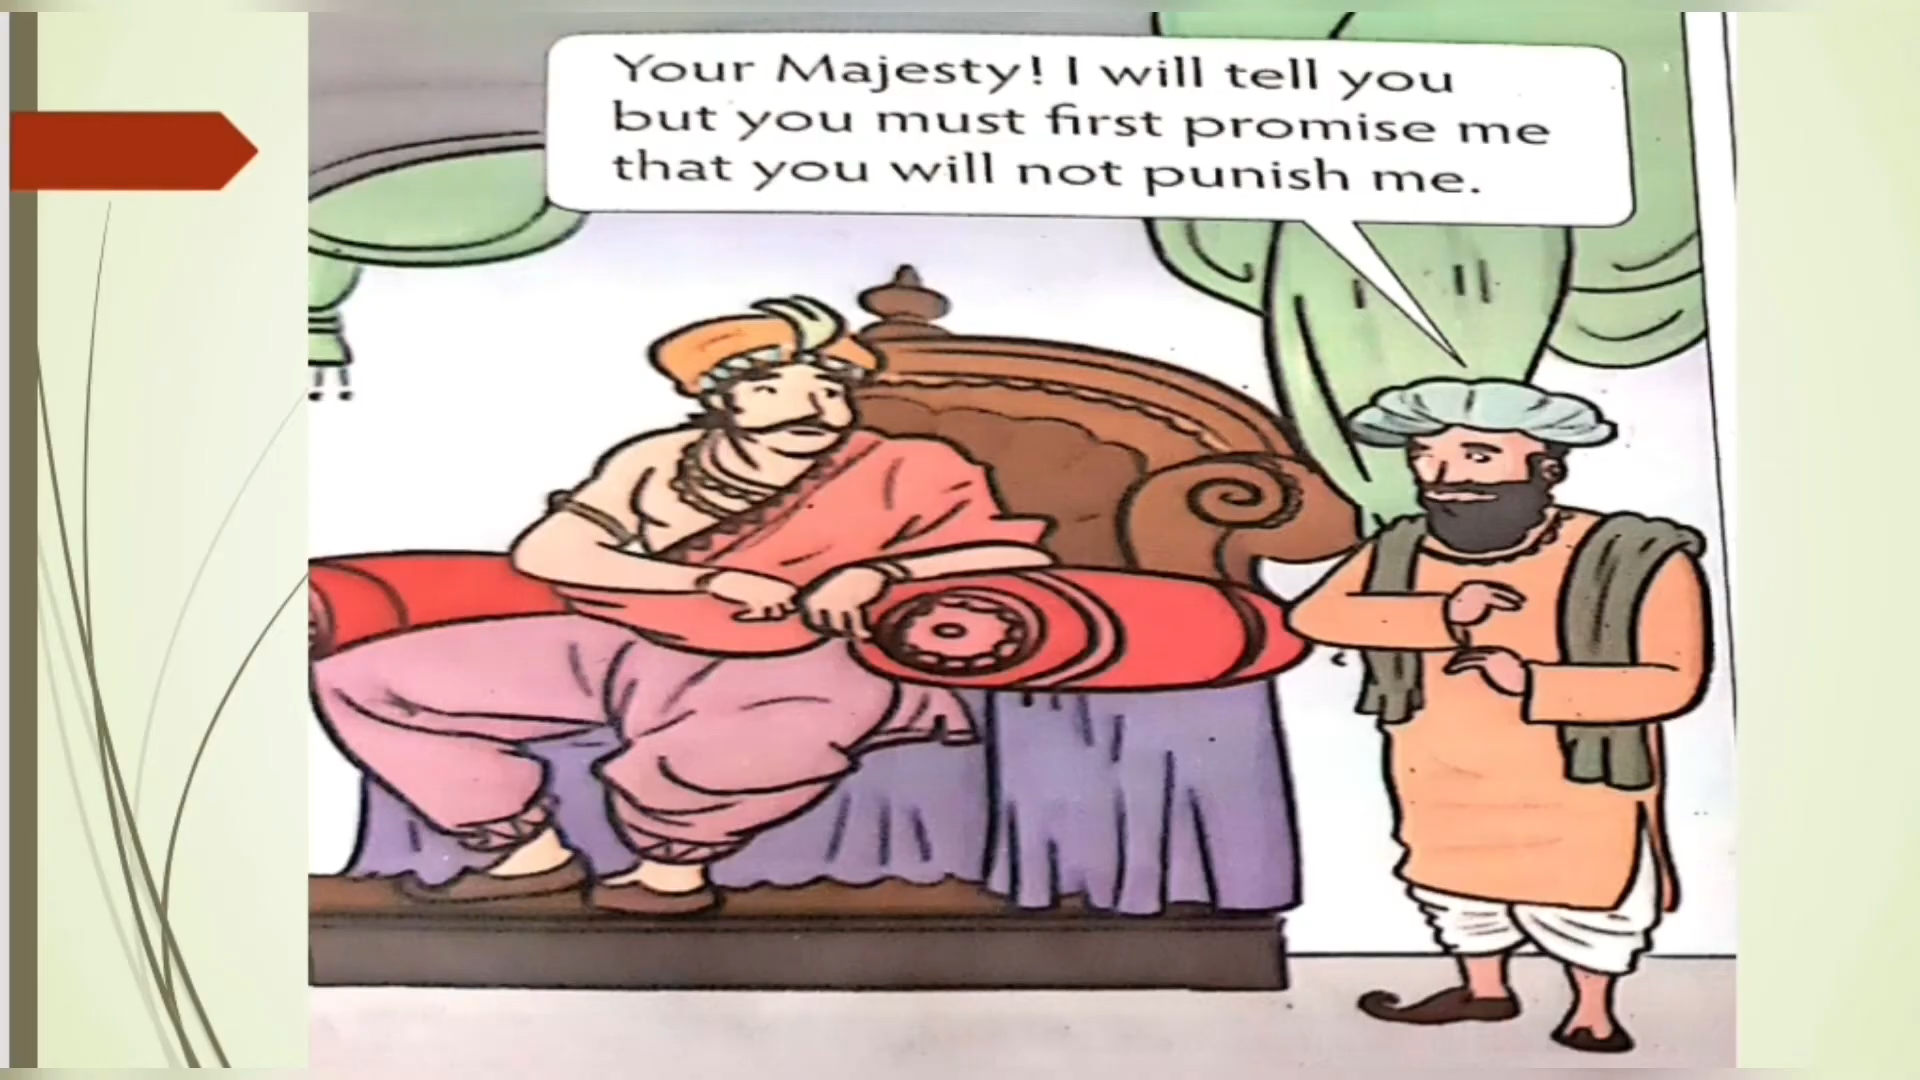 Your Majesty! I will tell you
but you must first promise me
that you will not punish me.